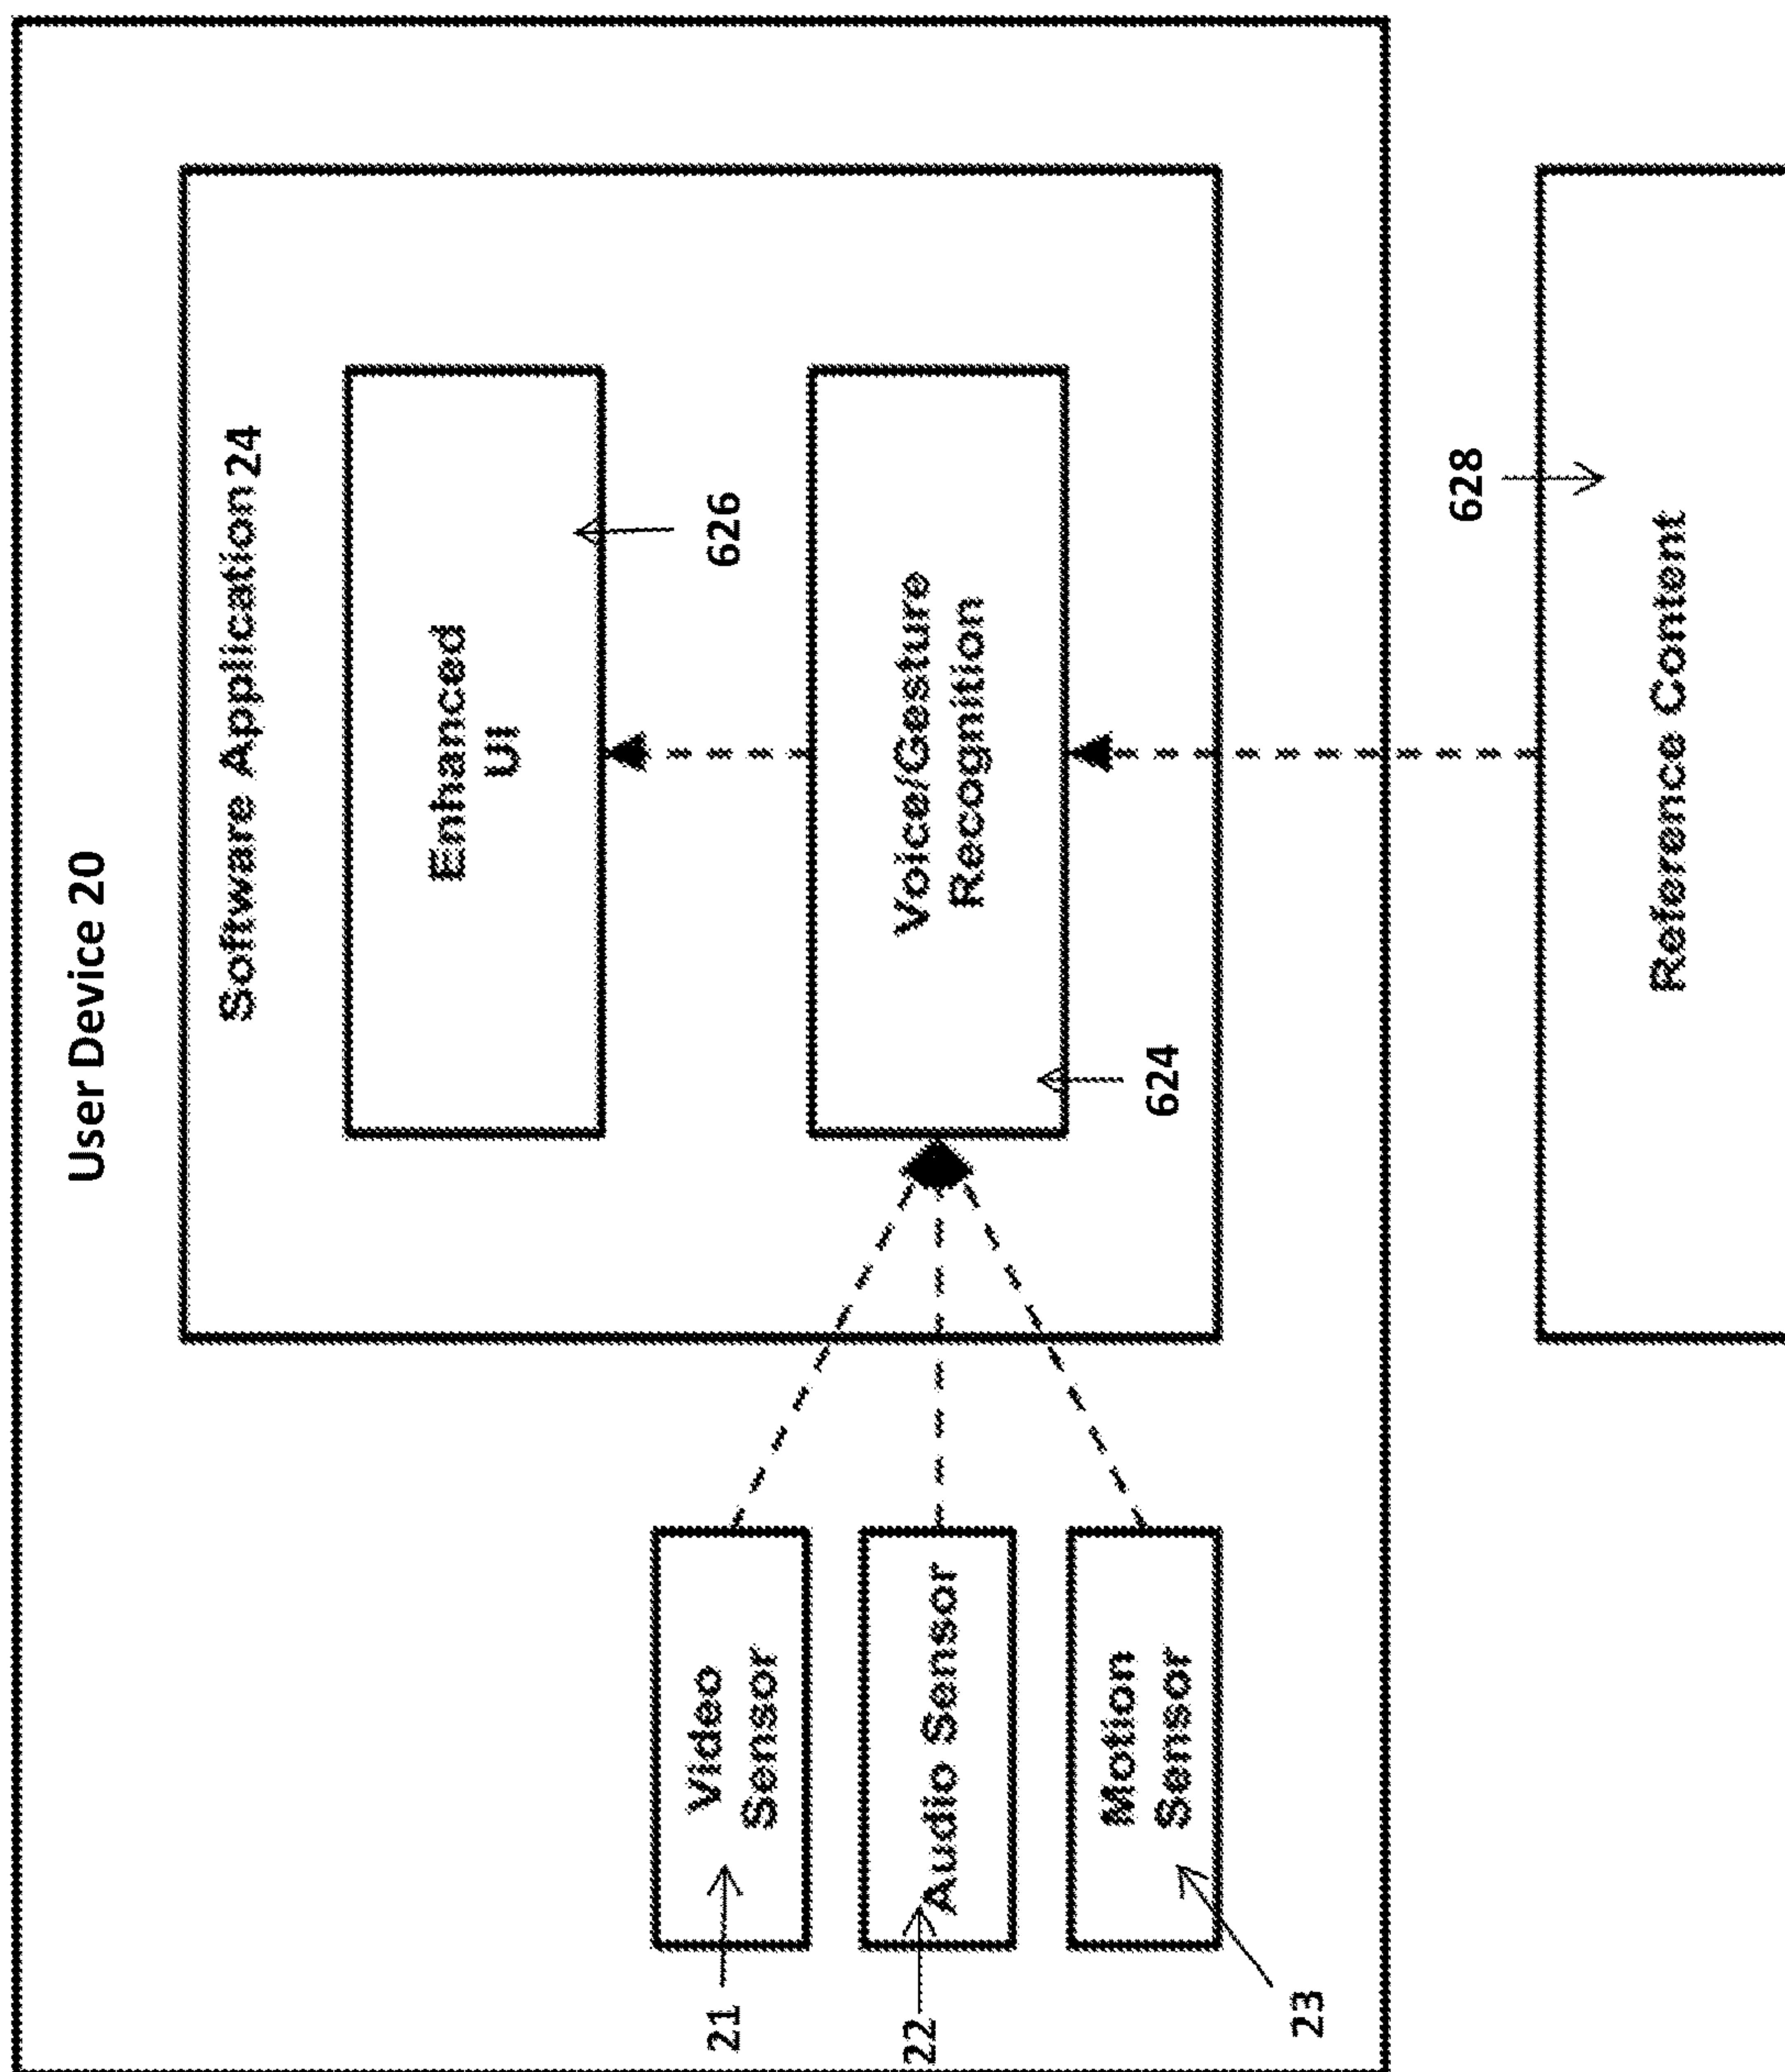 User Device 20
Software Application 24
Enhanced
UI
626
21
Video
Sensor
22
Audio Sensor
23
Motion
Sensor
Voice/Gesture
Recognition
624
628
Reference Content